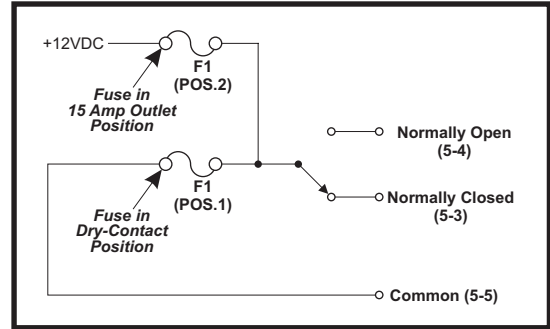 +12VDC
F1
(POS.2)
Fuse in
15 Amp Outlet
Position
Normally Open
(5-4)
F1
(POS.1)
Normally Closed
(5-3)
Fuse in
Dry-Contact
Position
Common (5-5)